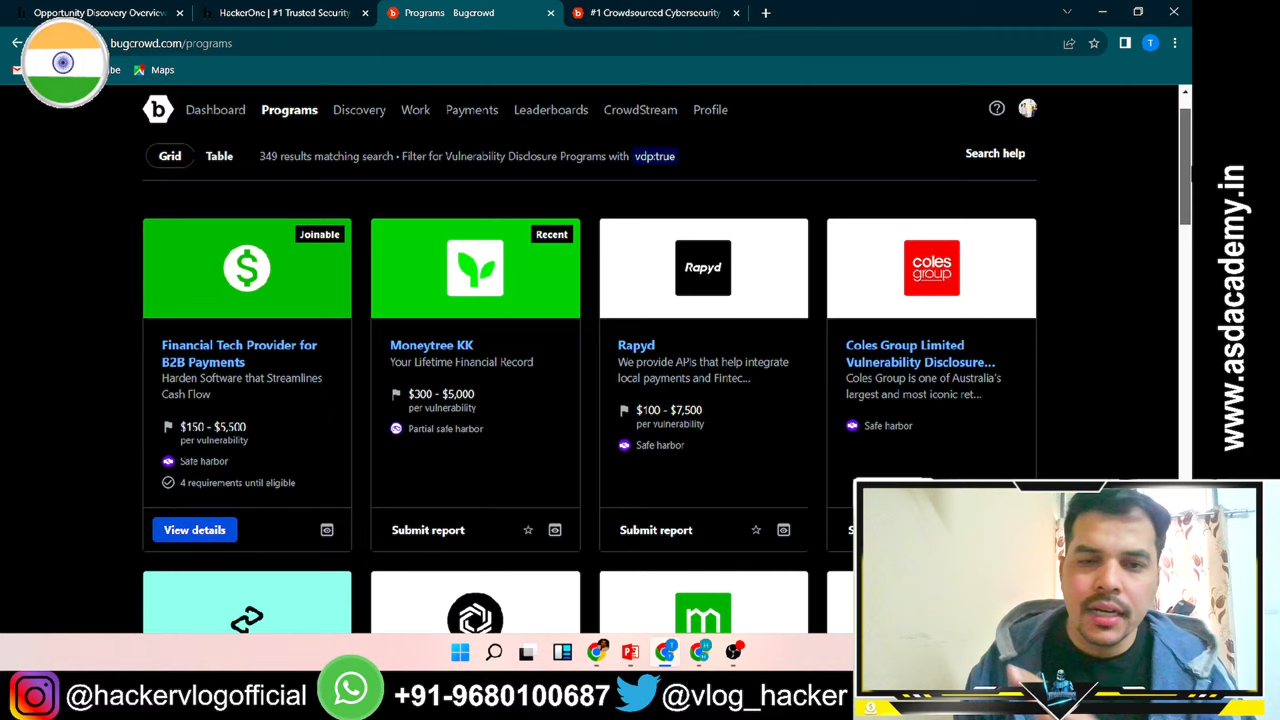 Opportunity Discovery Overview
HackerOne | #1 Trusted Security
Programs Bugcrowd
#1 Crowdsourced Cybersecurity
bugcrowd.com/programs
T
Maps
b
Dashboard
Programs
Discovery
Work
Payments
Leaderboards
CrowdStream
Profile
Grid
Table
349 results matching search • Filter for Vulnerability Disclosure Programs with vdp:true
Search help
Joinable
$
Financial Tech Provider for
B2B Payments
Harden Software that Streamlines
Cash Flow
$150 - $5,500
per vulnerability
Safe harbor
4 requirements until eligible
View details
Recent
Moneytree KK
Your Lifetime Financial Record
$300 - $5,000
per vulnerability
Partial safe harbor
Submit report
Rapyd
Rapyd
We provide APIs that help integrate
local payments and Fintec...
$100 - $7,500
per vulnerability
Safe harbor
Submit report
coles
group
Coles Group Limited
Vulnerability Disclosure...
Coles Group is one of Australia's
largest and most iconic ret...
Safe harbor
m
www.asdacademy.in
@hackervlogofficial
+91-9680100687
@vlog_hacker